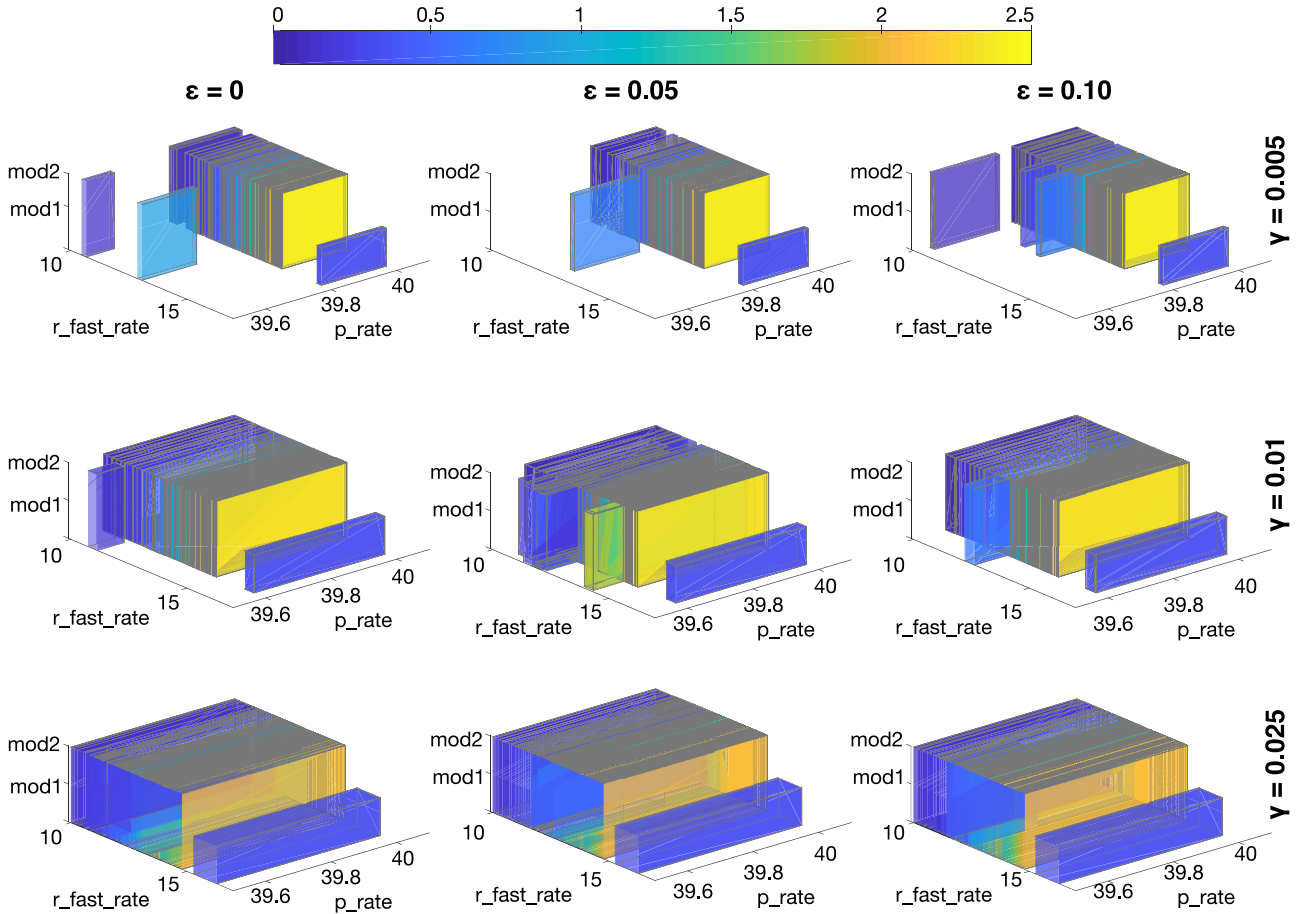 0 0.5 1 1.5 2 2.5
ε = 0 ε = 0.05 ε = 0.10
mod2 mod2 mod2
mod1 mod1 mod1
10 10 10
15 15 15
39.6 39.8 40 39.6 39.8 40 39.6 39.8 40
r_fast_rate p_rate r_fast_rate p_rate r_fast_rate p_rate
γ = 0.005
mod2 mod2 mod2
mod1 mod1 mod1
10 10 10
15 15 15
39.6 39.8 40 39.6 39.8 40 39.6 39.8 40
r_fast_rate p_rate r_fast_rate p_rate r_fast_rate p_rate
γ = 0.01
mod2 mod2 mod2
mod1 mod1 mod1
10 10 10
15 15 15
39.6 39.8 40 39.6 39.8 40 39.6 39.8 40
r_fast_rate p_rate r_fast_rate p_rate r_fast_rate p_rate
γ = 0.025